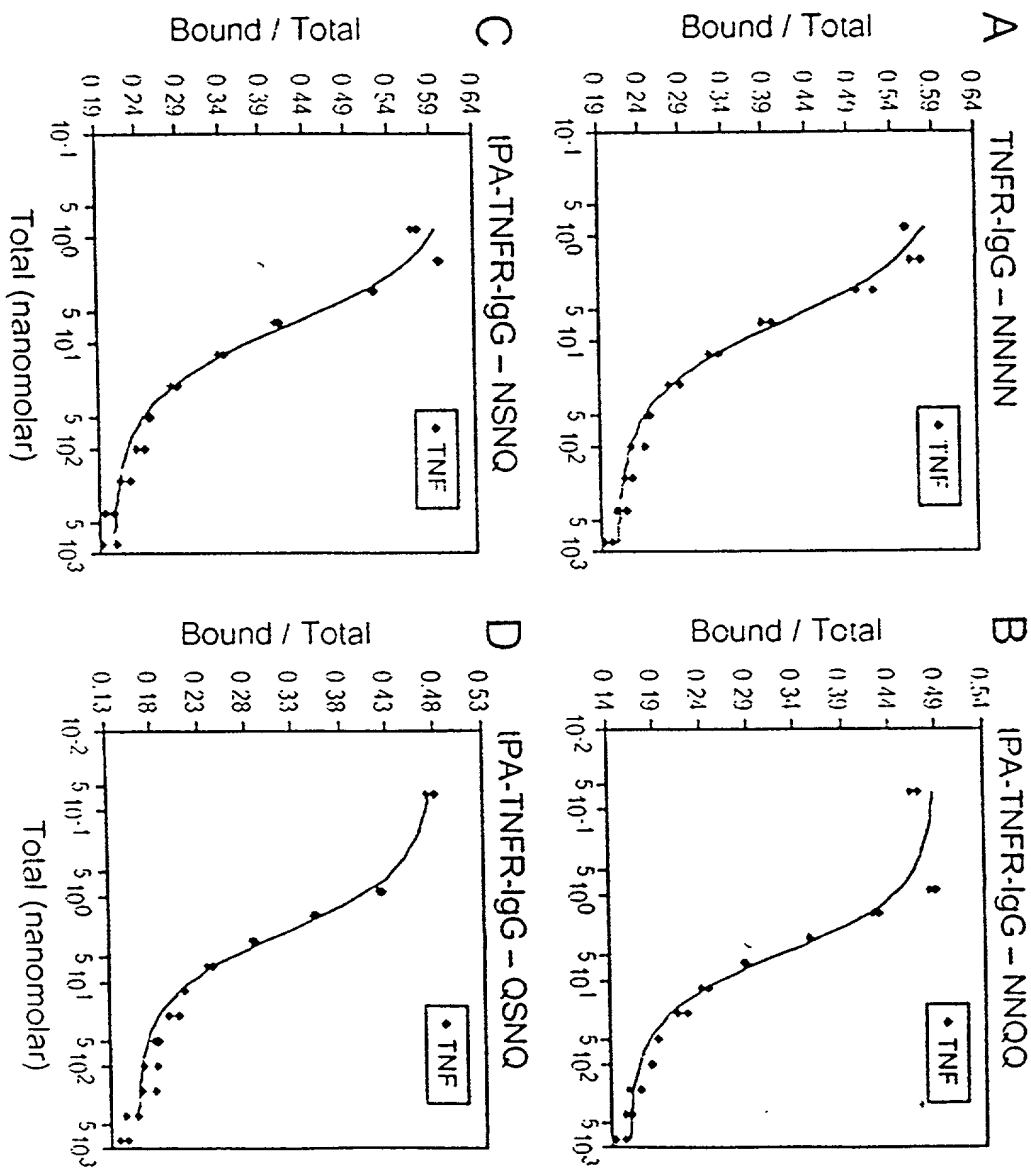 A
TNFR-IgG – NNNN
Bound / Total
0 64
0 59
0 54
0 49
0 44
0 39
0 34
0 29
0 24
0 19
10-1 5 100 5 101 5 102 5 103
TNF
B
tPA-TNFR-IgG – NNQQ
Bound / Total
0.54
0 49
0 44
0 39
0 34
0 29
0 24
0 19
0 14
10-2 5 10-1 5 100 5 101 5 102 5 103
TNF
C
tPA-TNFR-IgG – NSNQ
Bound / Total
0 64
0 59
0 54
0 49
0 44
0 39
0 34
0 29
0 24
0 19
10-1 5 100 5 101 5 102 5 103
Total (nanomolar)
TNF
D
tPA-TNFR-IgG – QSNQ
Bound / Total
0.53
0 48
0 43
0 38
0 33
0 28
0 23
0 18
0.13
10-2 5 10-1 5 100 5 101 5 102 5 103
Total (nanomolar)
TNF